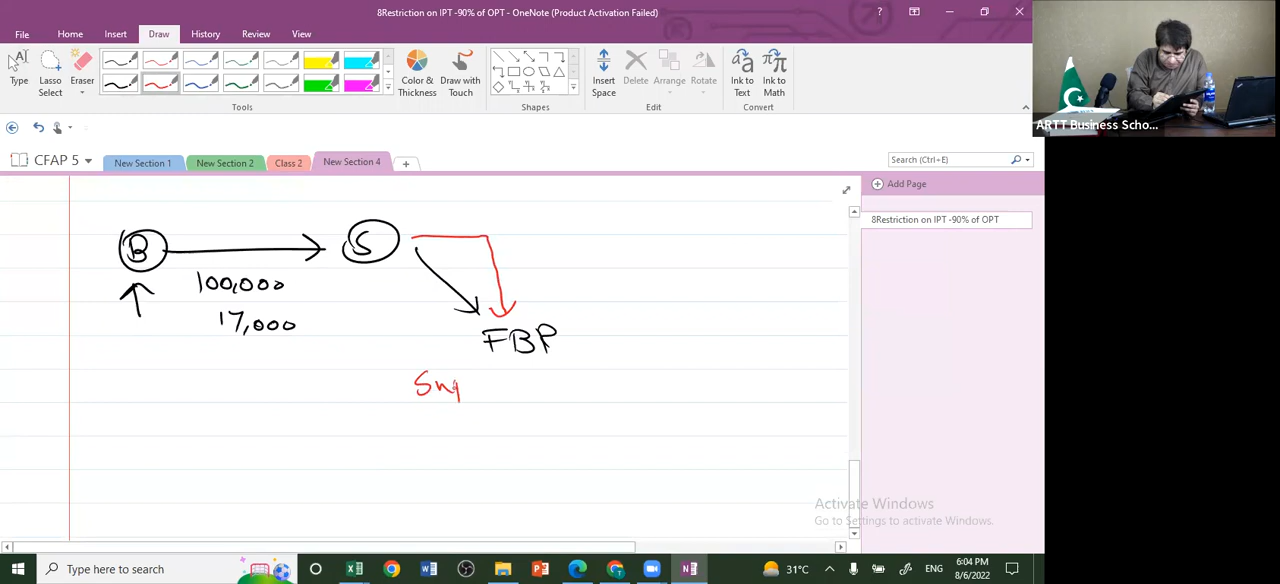 8Restriction on IPT -90% of OPT - OneNote (Product Activation Failed)
?
File Home Insert Draw History Review View
Type
Lasso Select
Eraser
Color & Thickness
Draw with Touch
Insert Space
Delete
Arrange
Rotate
Ink to Text
Ink to Math
Tools
Shapes
Edit
Convert
ARTT Business Scho...
CFAP 5
New Section 1
New Section 2
Class 2
New Section 4
Search (Ctrl+E)
Add Page
8Restriction on IPT -90% of OPT
B
S
100,000
17,000
FBR
Activate Windows
Go to Settings to activate Windows.
Type here to search
31°C
ENG
6:04 PM
8/6/2022